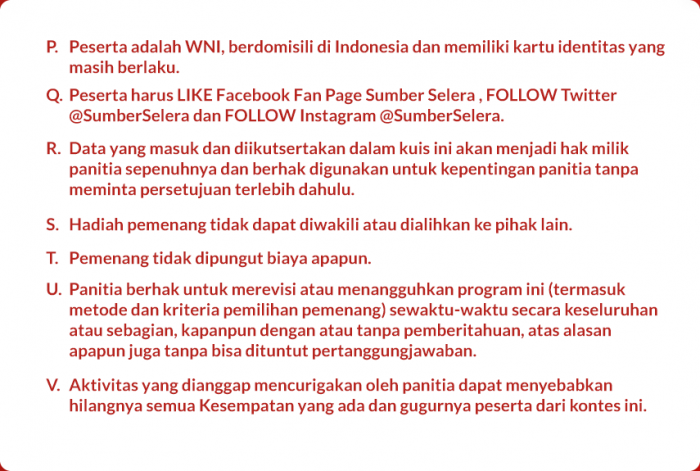 P. Peserta adalah WNI, berdomisili di Indonesia dan memiliki kartu identitas yang
masih berlaku.
Q. Peserta harus LIKE Facebook Fan Page Sumber Selera , FOLLOW Twitter
@SumberSelera dan FOLLOW Instagram @SumberSelera.
R. Data yang masuk dan diikutsertakan dalam kuis ini akan menjadi hak milik
panitia sepenuhnya dan berhak digunakan untuk kepentingan panitia tanpa
meminta persetujuan terlebih dahulu.
S. Hadiah pemenang tidak dapat diwakili atau dialihkan ke pihak lain.
T. Pemenang tidak dipungut biaya apapun.
U. Panitia berhak untuk merevisi atau menangguhkan program ini (termasuk
metode dan kriteria pemilihan pemenang) sewaktu-waktu secara keseluruhan
atau sebagian, kapanpun dengan atau tanpa pemberitahuan, atas alasan
apapun juga tanpa bisa dituntut pertanggungjawaban.
V. Aktivitas yang dianggap mencurigakan oleh panitia dapat menyebabkan
hilangnya semua Kesempatan yang ada dan gugurnya peserta dari kontes ini.